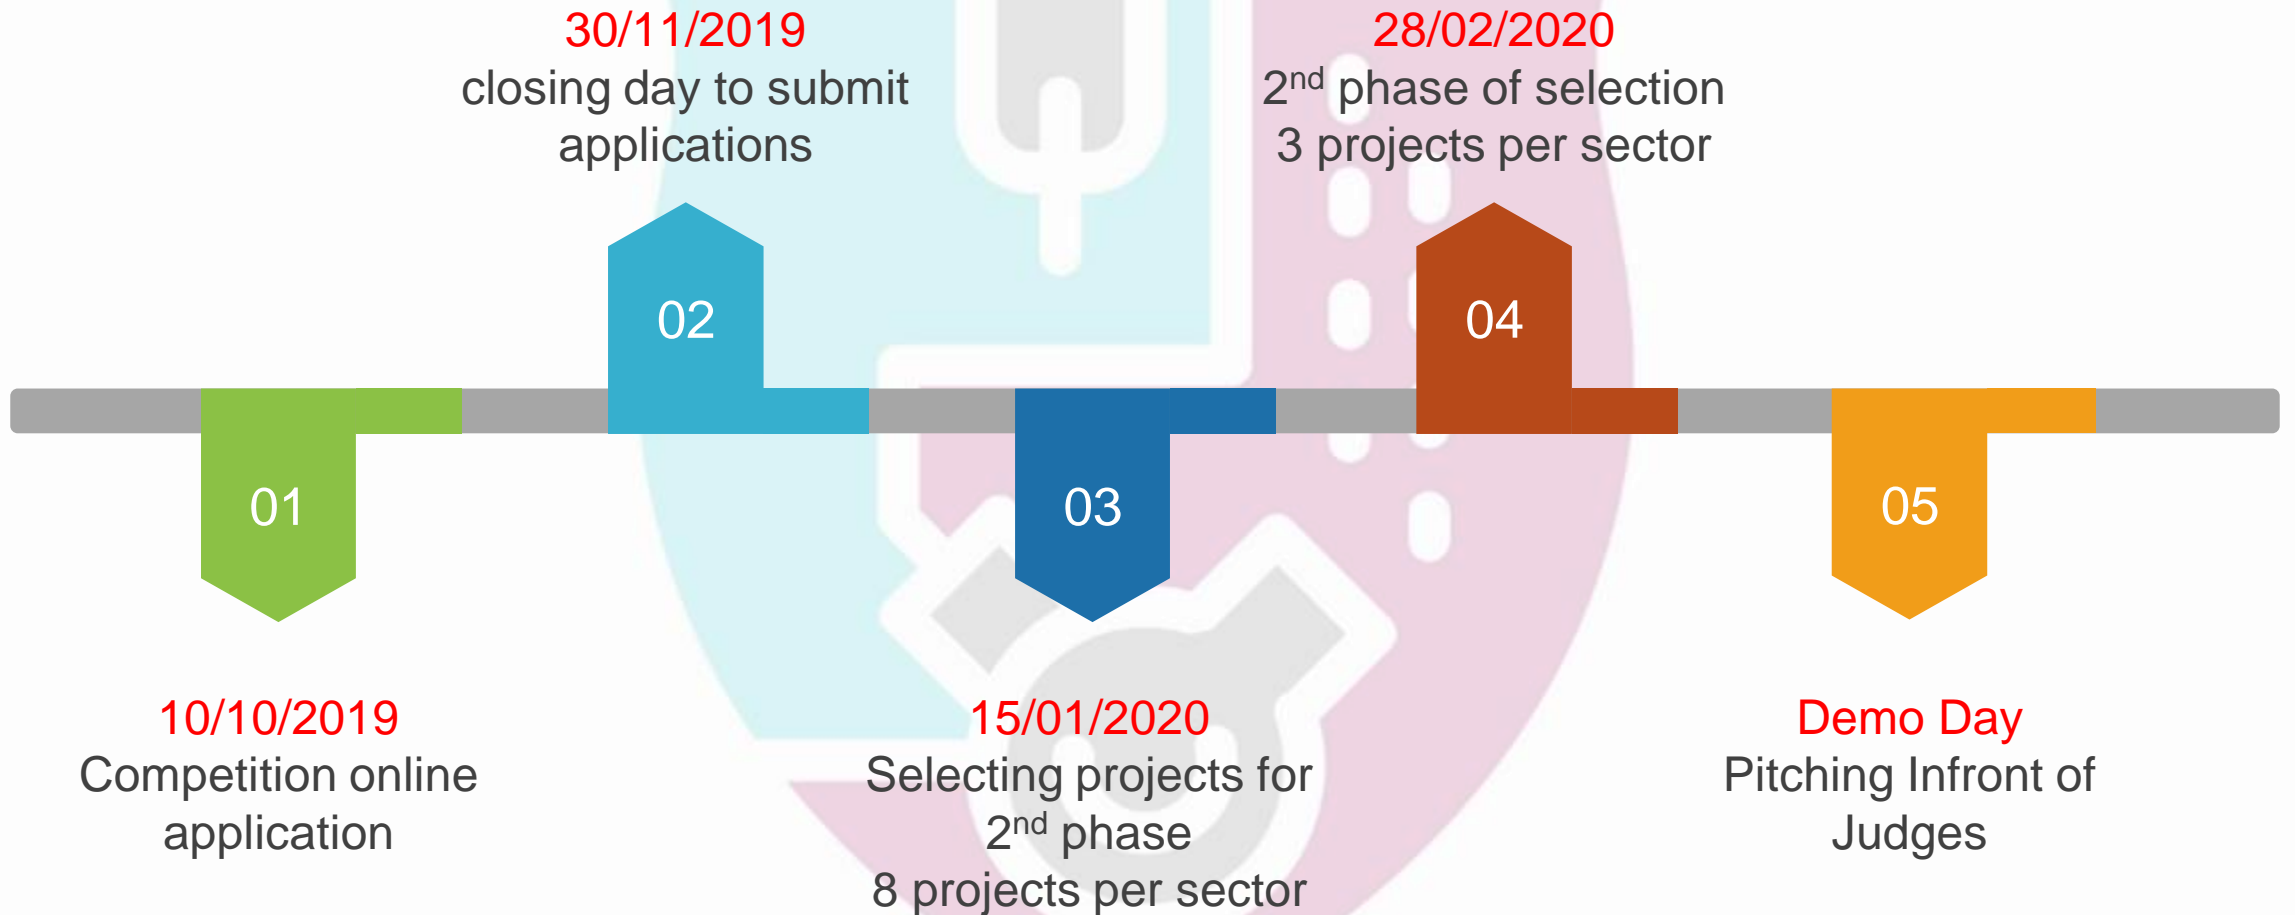 30/11/2019
closing day to submit
applications
28/02/2020
2nd phase of selection
3 projects per sector
02
04
01
03
05
10/10/2019
Competition online
application
15/01/2020
Selecting projects for
2nd phase
8 projects per sector
Demo Day
Pitching Infront of
Judges